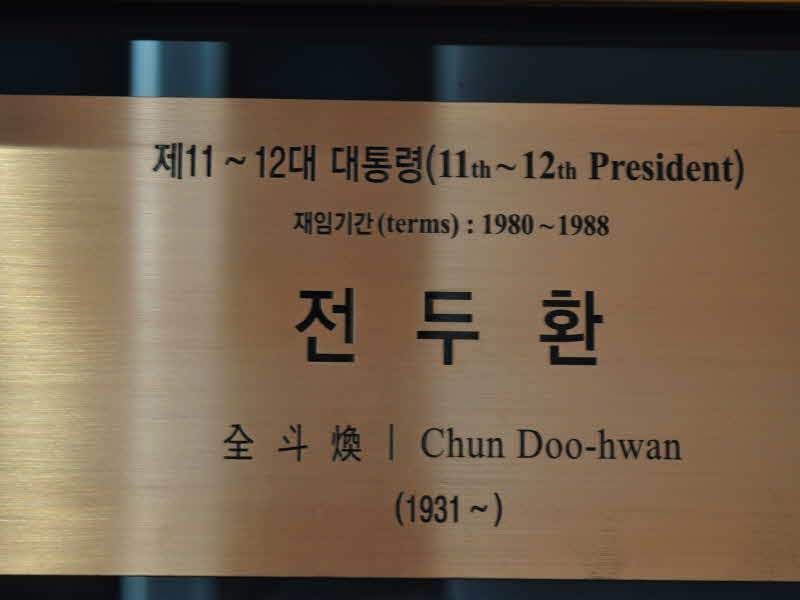 제11~12대 대통령(11th~12th President)
재임기간(terms) : 1980~1988
전 두 환
全 斗 煥 | Chun Doo-hwan
(1931~)